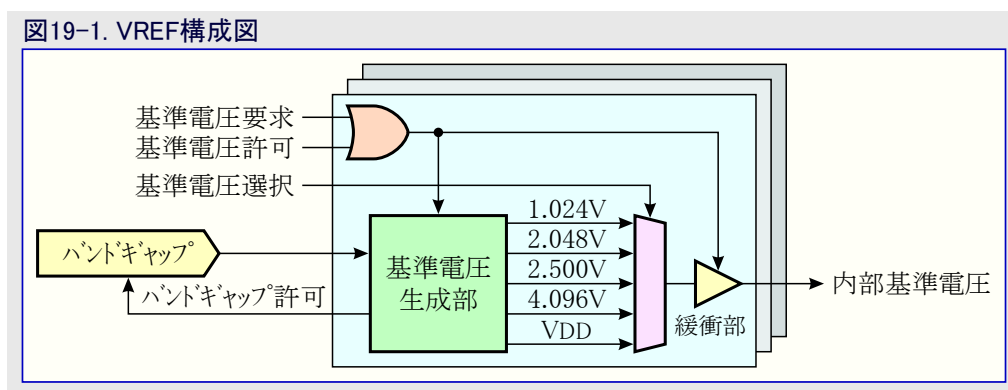 図19-1. VREF構成図
基準電圧要求
基準電圧許可
基準電圧選択
1.024V
2.048V
2.500V
4.096V
VDD
バンドギャップ
バンドギャップ許可
基準電圧
生成部
緩衝部
内部基準電圧